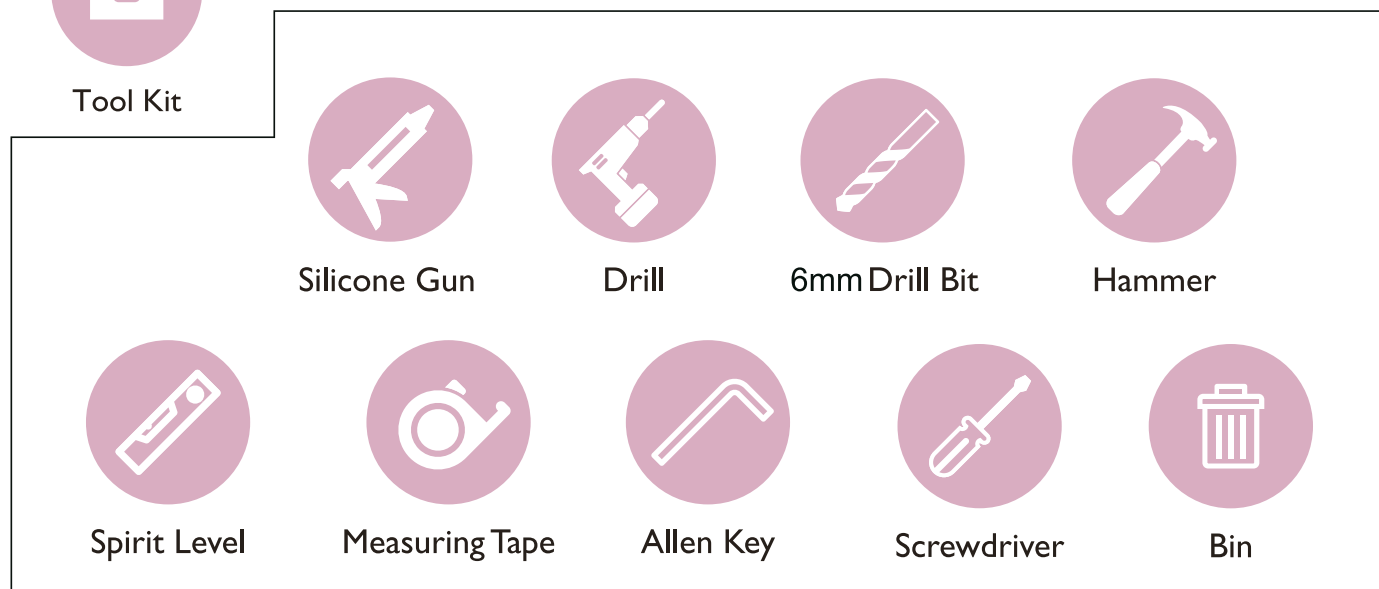 Tool Kit
Silicone Gun
Drill
6mm Drill Bit
Hammer
Spirit Level
Measuring Tape
Allen Key
Screwdriver
Bin